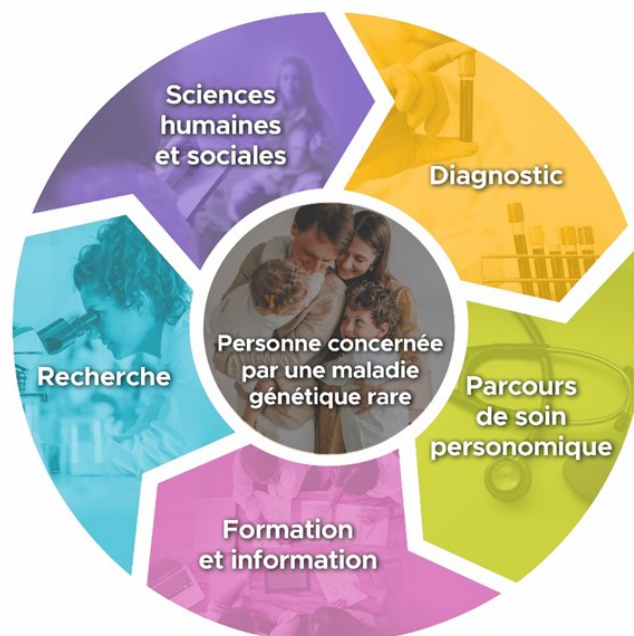 Sciences
humaines
et sociales
Diagnostic
Personne concernée
par une maladie
génétique rare
Recherche
Parcours
de soin
personomique
Formation
et information